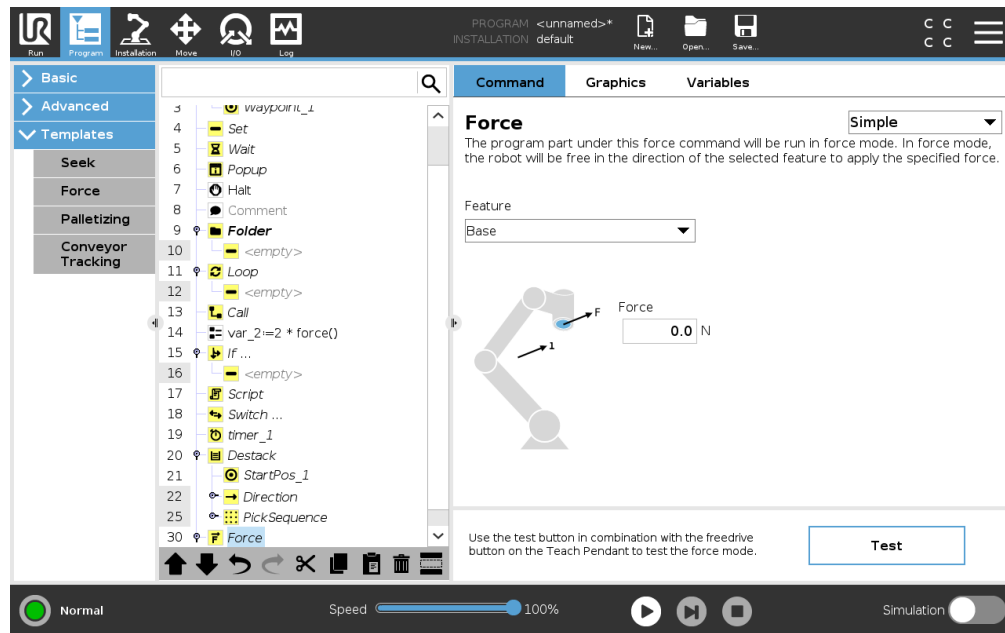 PROGRAM <unnamed>*
INSTALLATION default
UR
Run
Program
Installation
Move
I/O
Log
New...
Open...
Save...
C C
C C
Basic
Advanced
Templates
Seek
Force
Palletizing
Conveyor
Tracking
3 Waypoint_1
4 Set
5 Wait
6 Popup
7 Halt
8 Comment
9 Folder
10 <empty>
11 Loop
12 <empty>
13 Call
14 var_2:=2 * force()
15 If ...
16 <empty>
17 Script
18 Switch ...
19 timer_1
20 Destack
21 StartPos_1
22 Direction
25 PickSequence
30 Force
Command Graphics Variables
Force
Simple
The program part under this force command will be run in force mode. In force mode,
the robot will be free in the direction of the selected feature to apply the specified force.
Feature
Base
F
1
Force
0.0 N
Use the test button in combination with the freedrive
button on the Teach Pendant to test the force mode.
Test
Normal
Speed 100%
Simulation